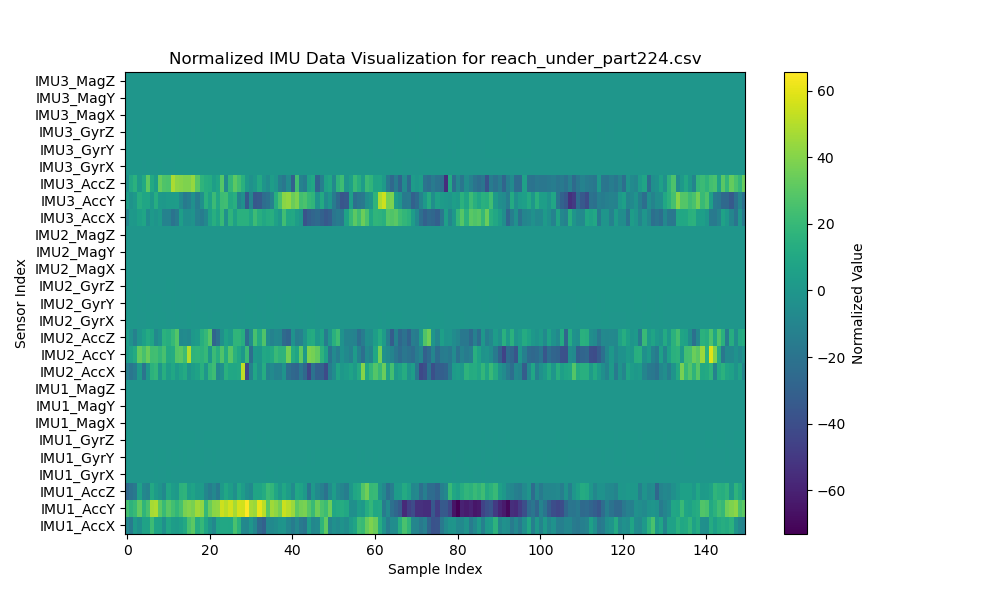 Normalized IMU Data Visualization for reach_under_part224.csv
IMU3_MagZ
IMU3_MagY
IMU3_MagX
IMU3_GyrZ
IMU3_GyrY
IMU3_GyrX
IMU3_AccZ
IMU3_AccY
IMU3_AccX
IMU2_MagZ
IMU2_MagY
IMU2_MagX
IMU2_GyrZ
IMU2_GyrY
IMU2_GyrX
IMU2_AccZ
IMU2_AccY
IMU2_AccX
IMU1_MagZ
IMU1_MagY
IMU1_MagX
IMU1_GyrZ
IMU1_GyrY
IMU1_GyrX
IMU1_AccZ
IMU1_AccY
IMU1_AccX
Sensor Index
0 20 40 60 80 100 120 140
Sample Index
60
40
20
0
−20
−40
−60
Normalized Value